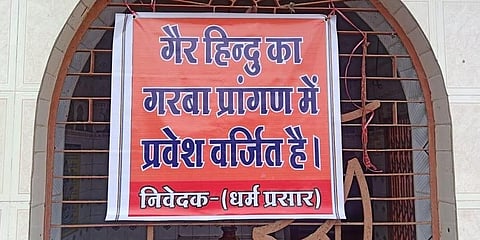 गैर हिन्दु का
गरबा प्रांगण में
प्रवेश वर्जित है।
निवेदक-(धर्म प्रसार)